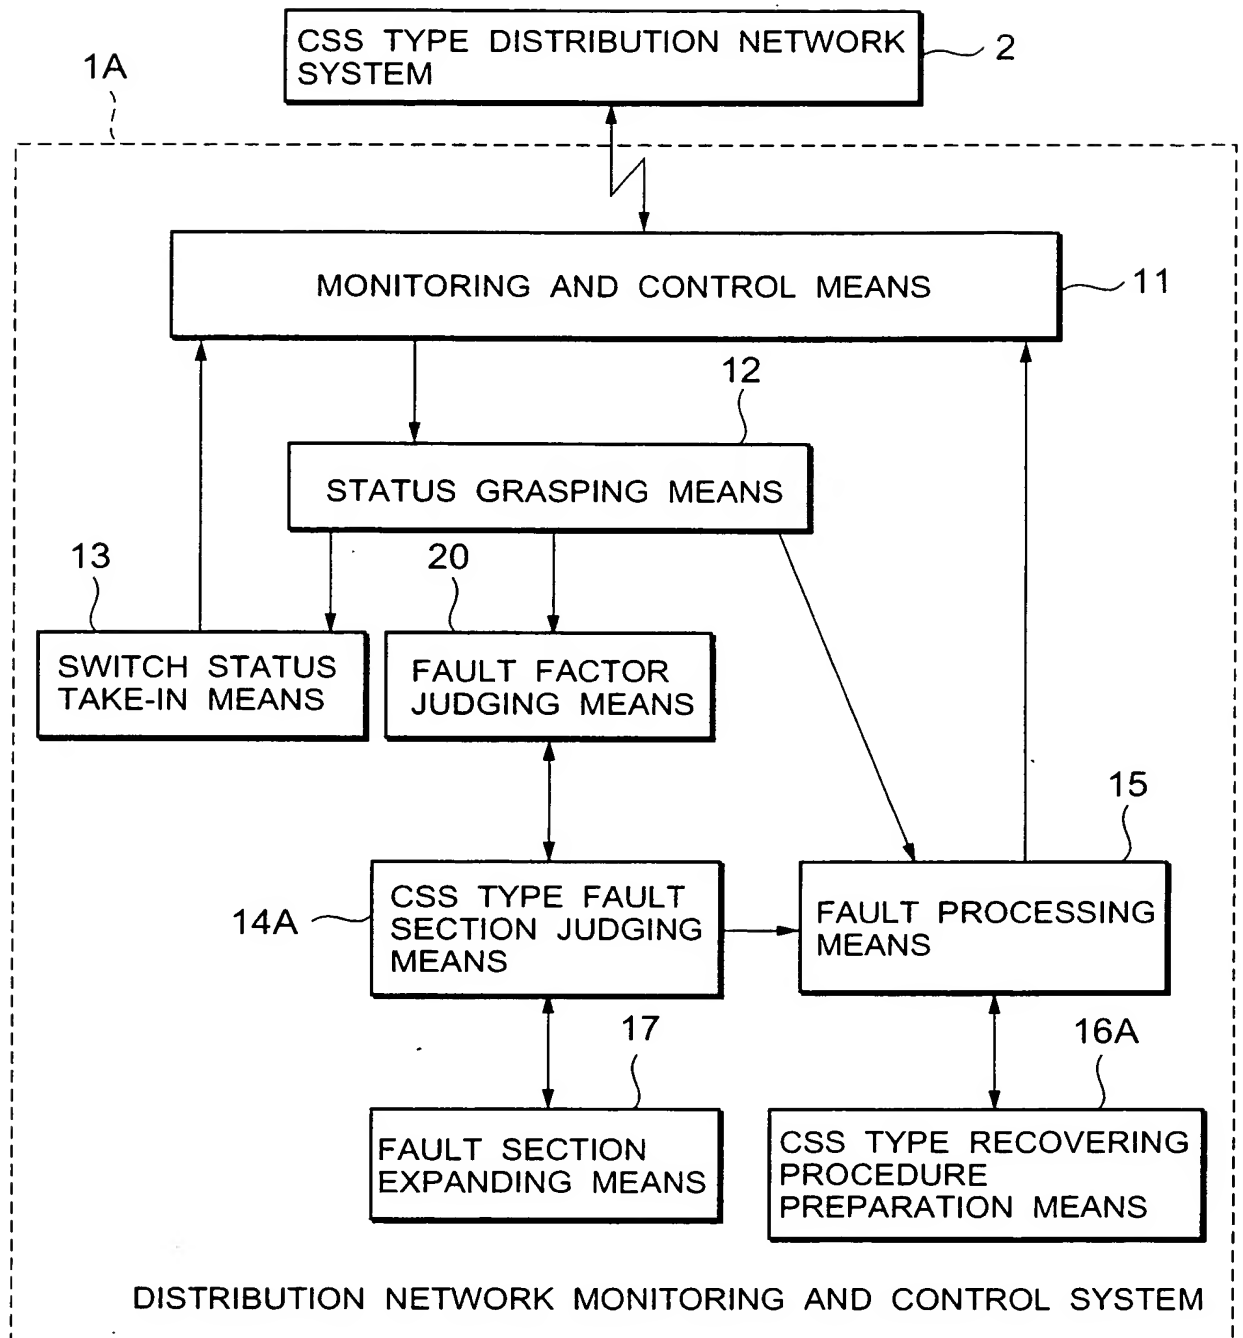 CSS TYPE DISTRIBUTION NETWORK
SYSTEM
2
1A
MONITORING AND CONTROL MEANS
11
12
STATUS GRASPING MEANS
13
20
SWITCH STATUS
TAKE-IN MEANS
FAULT FACTOR
JUDGING MEANS
15
14A
CSS TYPE FAULT
SECTION JUDGING
MEANS
FAULT PROCESSING
MEANS
17
16A
FAULT SECTION
EXPANDING MEANS
CSS TYPE RECOVERING
PROCEDURE
PREPARATION MEANS
DISTRIBUTION NETWORK MONITORING AND CONTROL SYSTEM